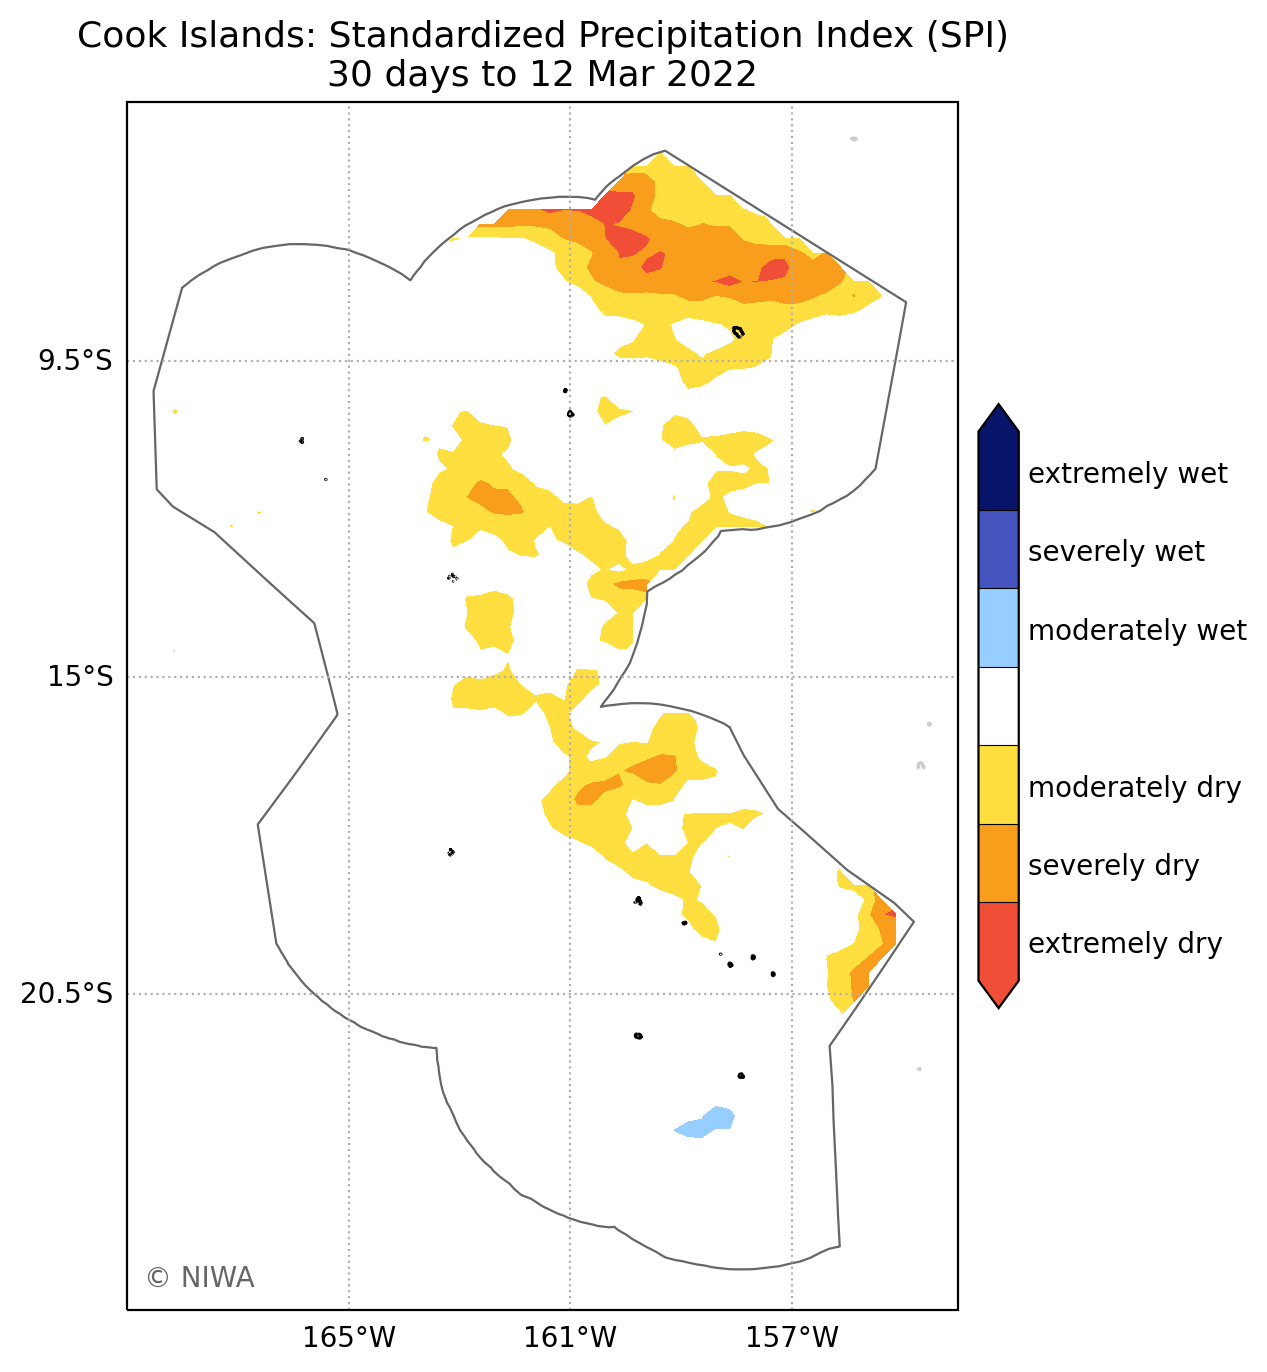 Cook Islands: Standardized Precipitation Index (SPI)
30 days to 12 Mar 2022
9.5°S
15°S
20.5°S
165°W
161°W
157°W
extremely wet
severely wet
moderately wet
moderately dry
severely dry
extremely dry
© NIWA